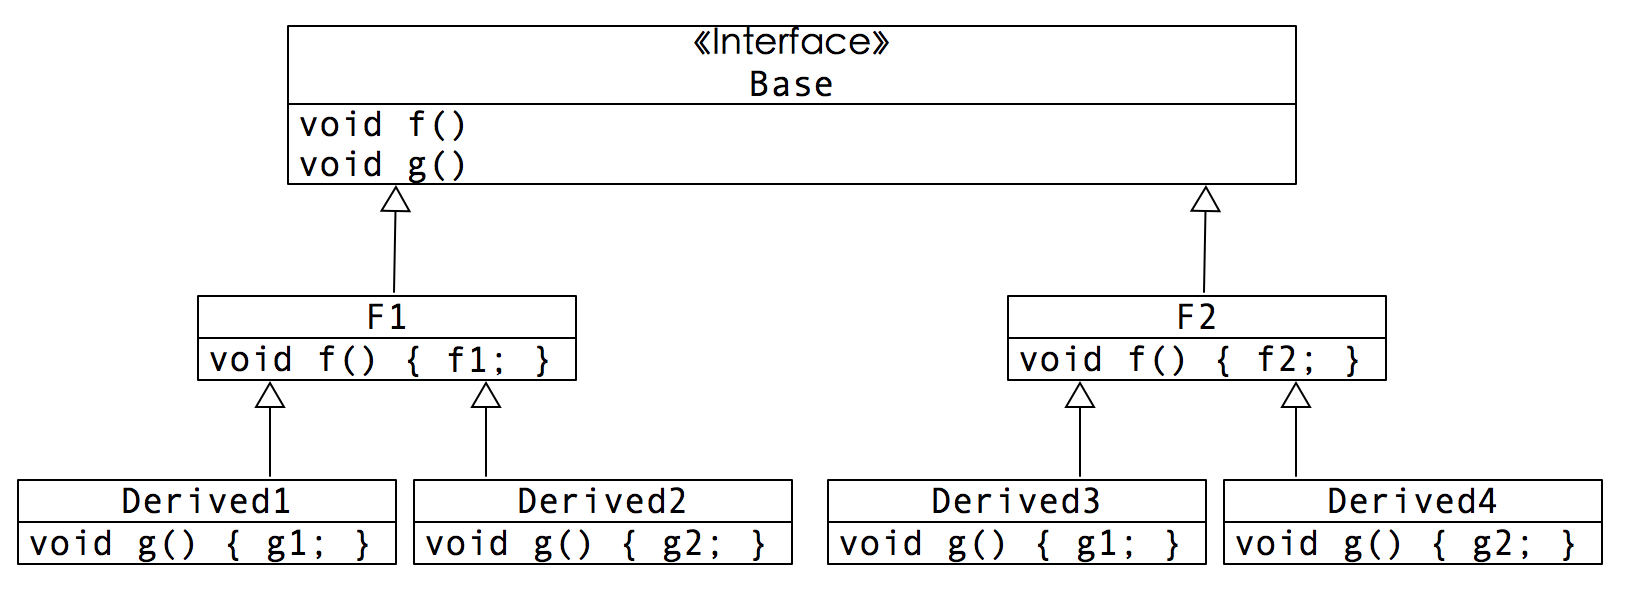 《Interface》
Base
void f()
void g()
F1
void f() { f1; }
F2
void f() { f2; }
Derived1
void g() { g1; }
Derived2
void g() { g2; }
Derived3
void g() { g1; }
Derived4
void g() { g2; }